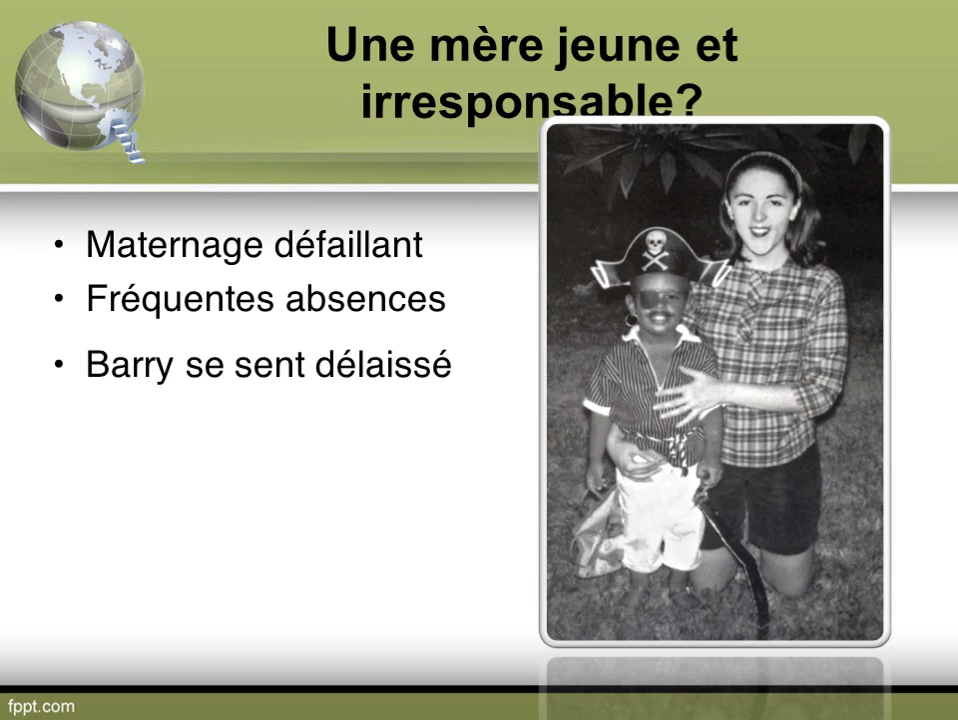 Une mère jeune et
irresponsable?
• Maternage défaillant
• Fréquentes absences
• Barry se sent délaissé
fppt.com